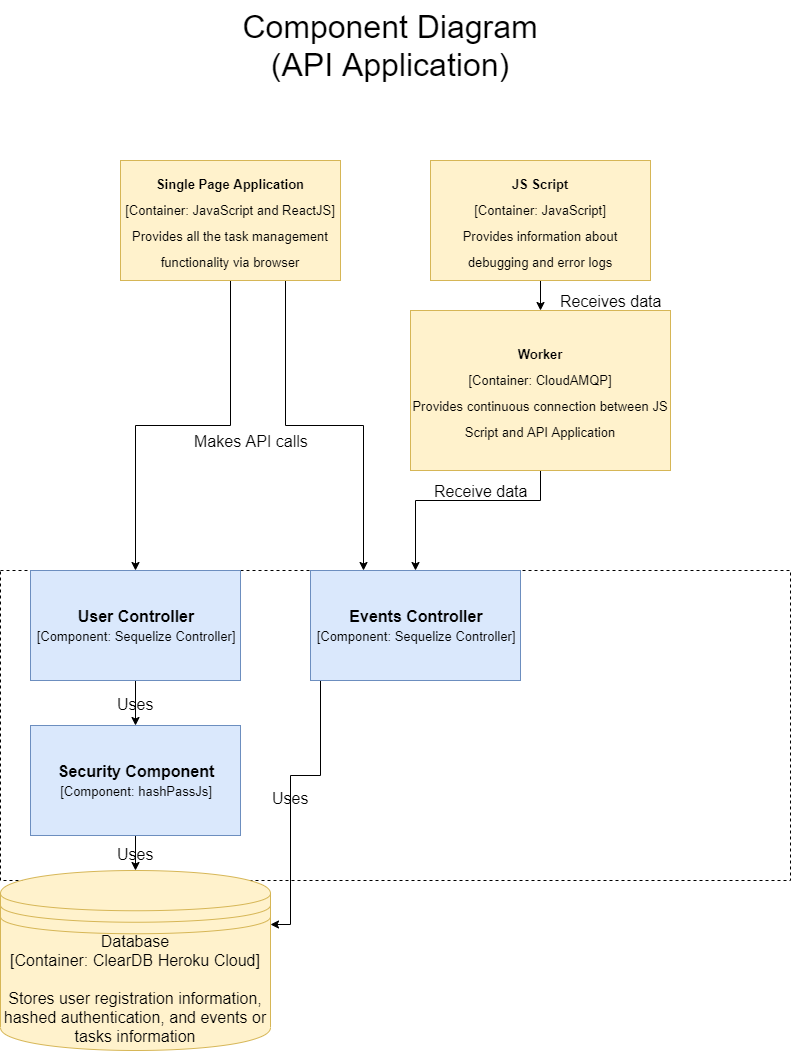 Component Diagram
(API Application)
Single Page Application
[Container: JavaScript and ReactJS]
Provides all the task management
functionality via browser
JS Script
[Container: JavaScript]
Provides information about
debugging and error logs
Receives data
Worker
[Container: CloudAMQP]
Provides continuous connection between JS
Script and API Application
Makes API calls
Receive data
User Controller
[Component: Sequelize Controller]
Events Controller
[Component: Sequelize Controller]
Uses
Security Component
[Component: hashPassJs]
Uses
Uses
Database
[Container: ClearDB Heroku Cloud]
Stores user registration information,
hashed authentication, and events or
tasks information